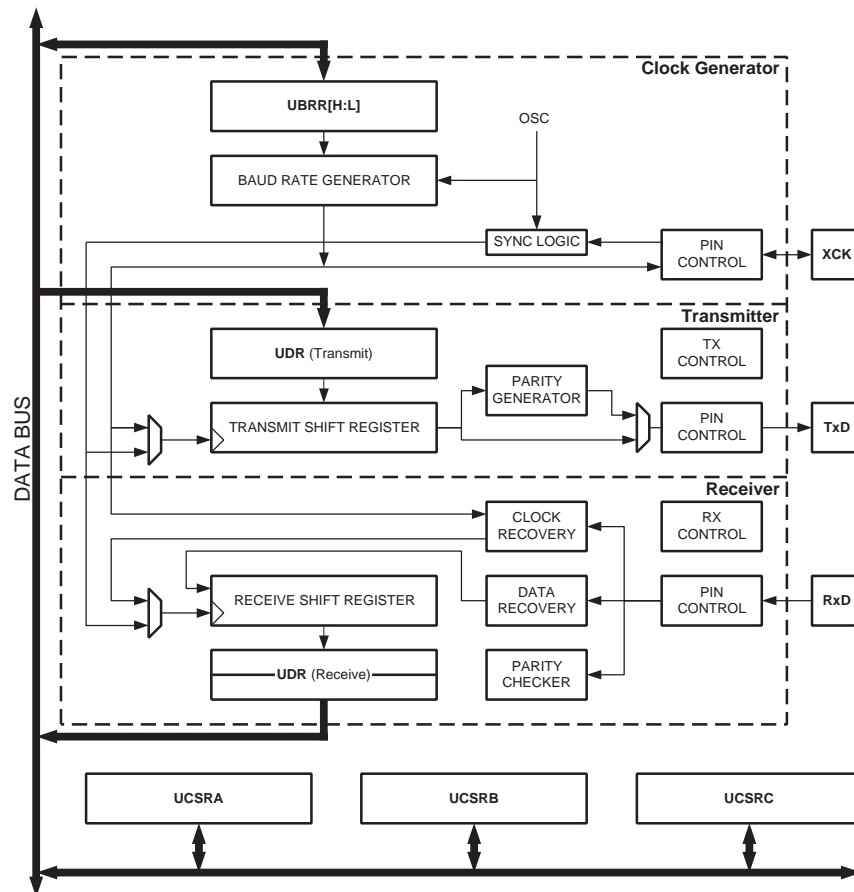 Clock Generator
UBRR[H:L]
OSC
BAUD RATE GENERATOR
SYNC LOGIC
PIN
CONTROL
XCK
Transmitter
UDR (Transmit)
TX
CONTROL
PARITY
GENERATOR
TRANSMIT SHIFT REGISTER
PIN
CONTROL
TxD
DATA BUS
Receiver
CLOCK
RECOVERY
RX
CONTROL
RECEIVE SHIFT REGISTER
DATA
RECOVERY
PIN
CONTROL
RxD
UDR (Receive)
PARITY
CHECKER
UCSRA
UCSRB
UCSRC